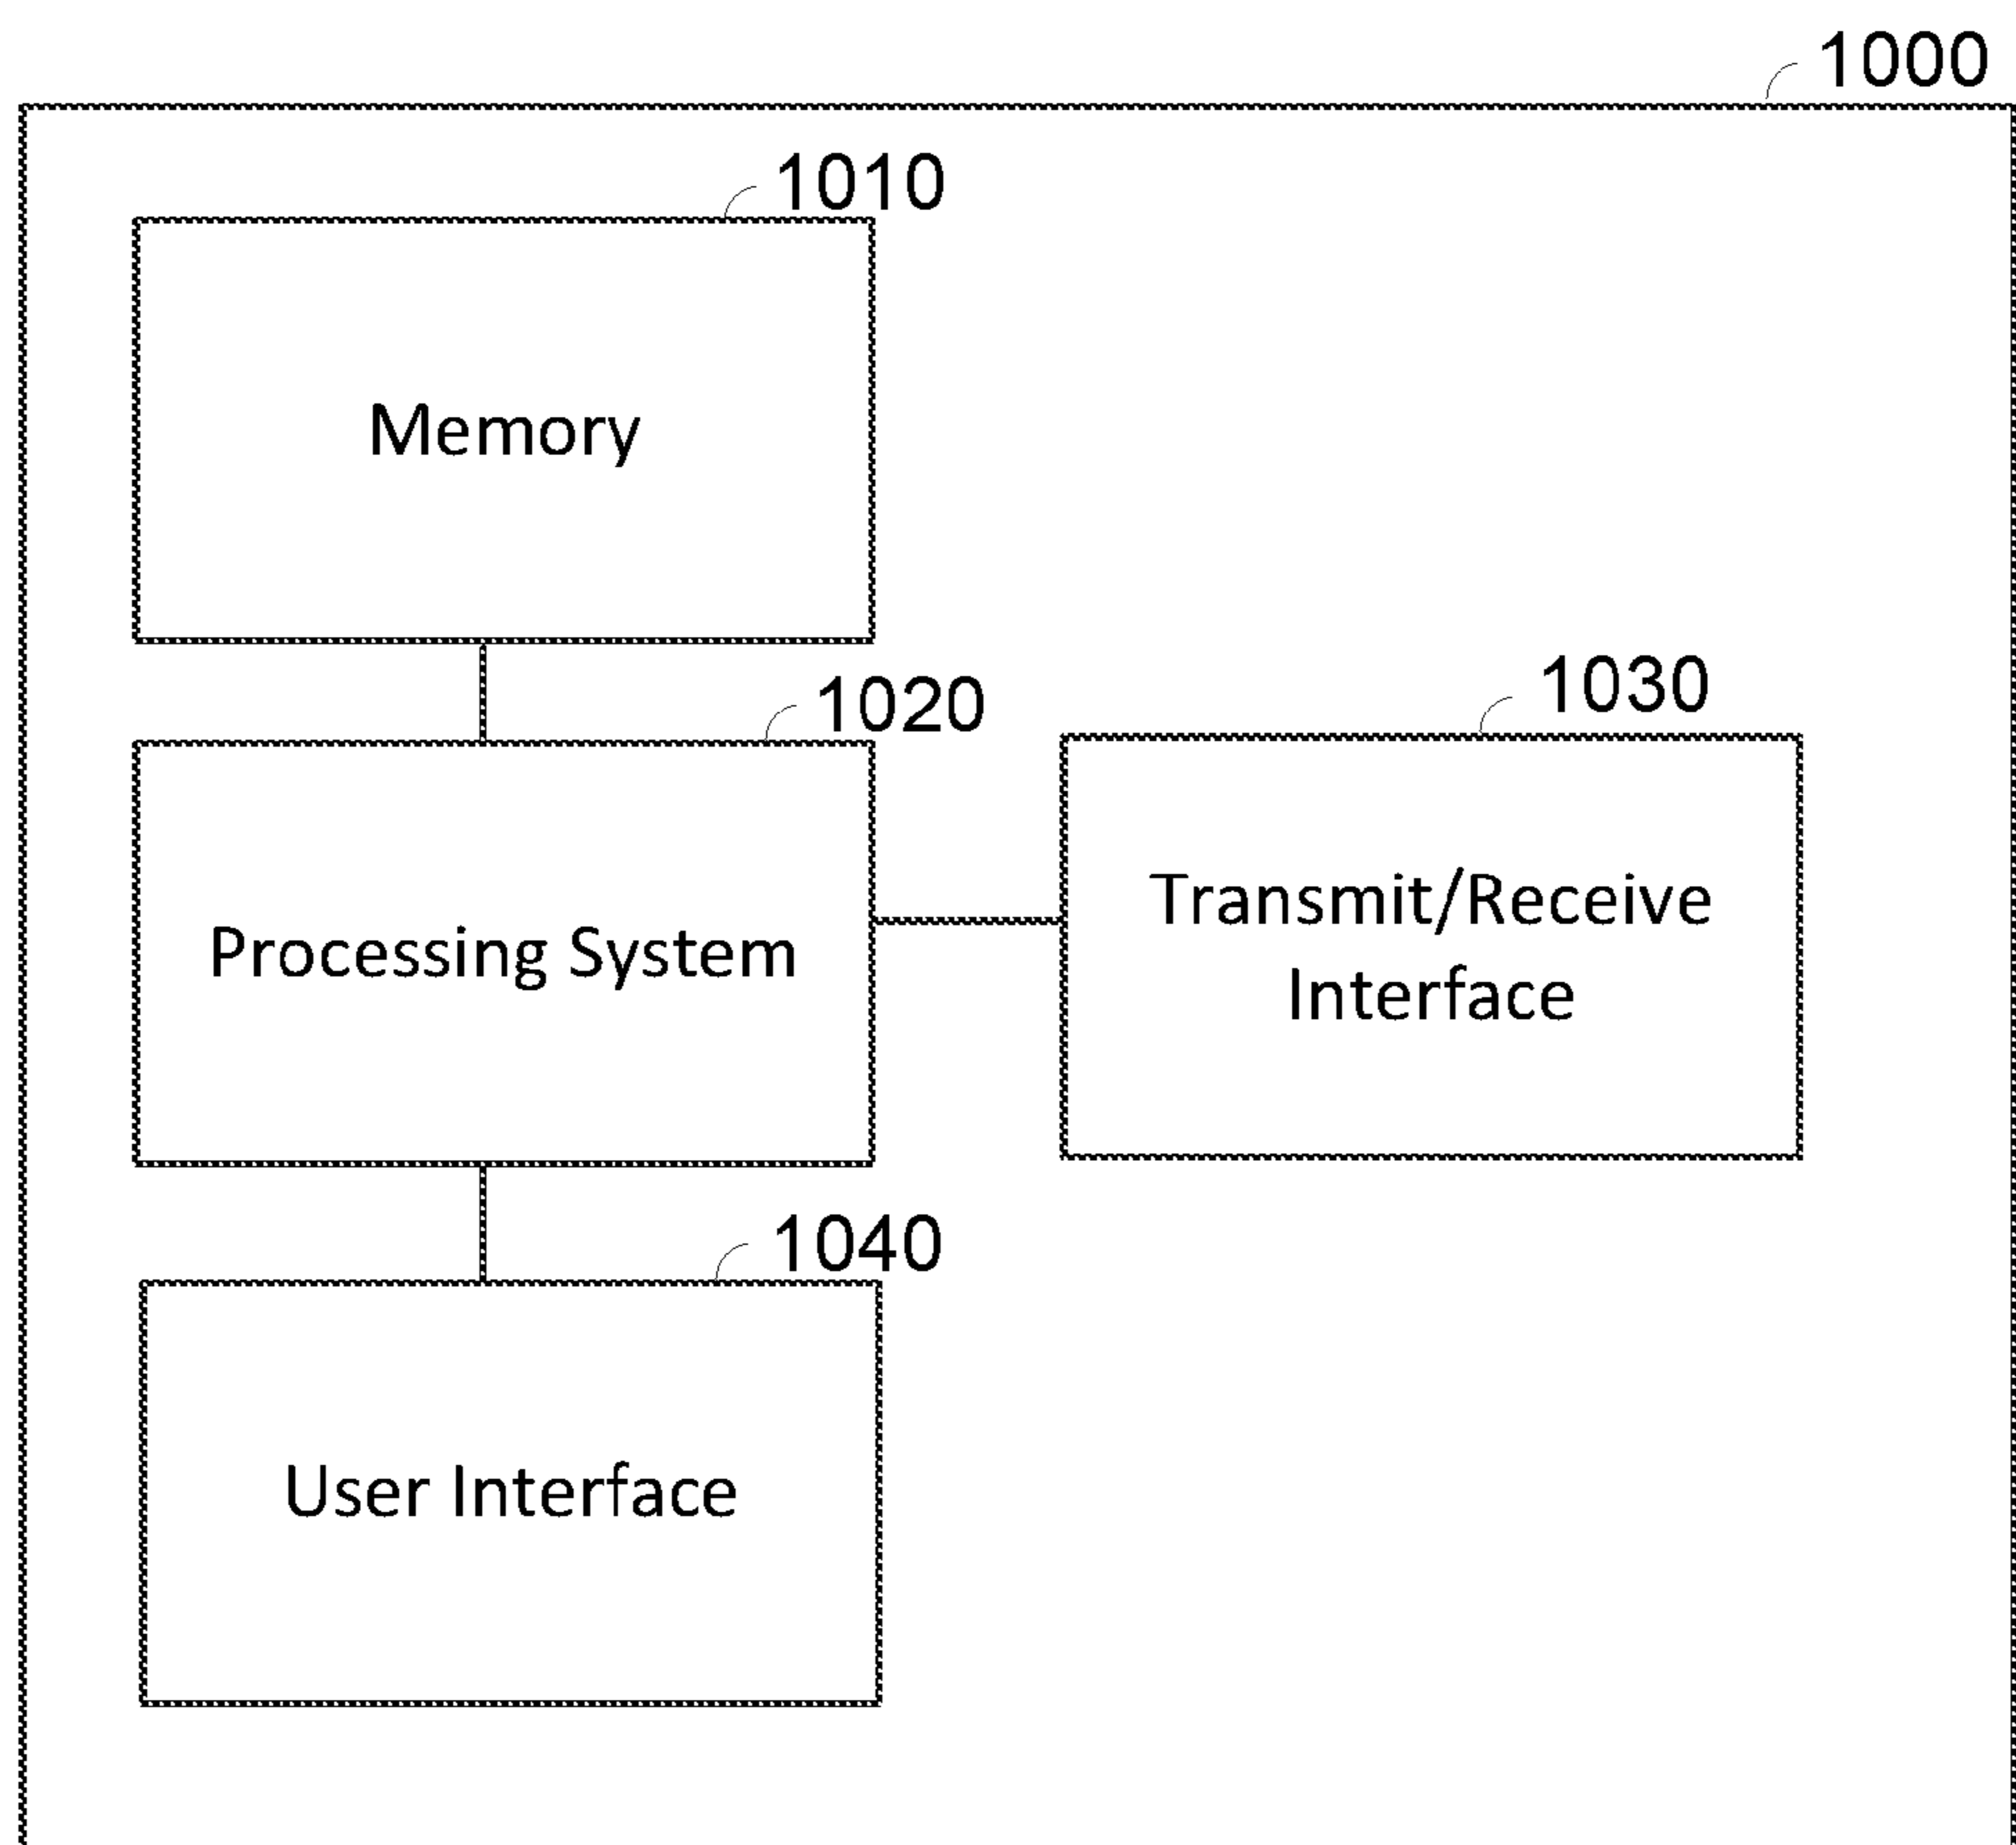 1000
1010
Memory
1020
1030
Processing System
Transmit/Receive
Interface
1040
User Interface